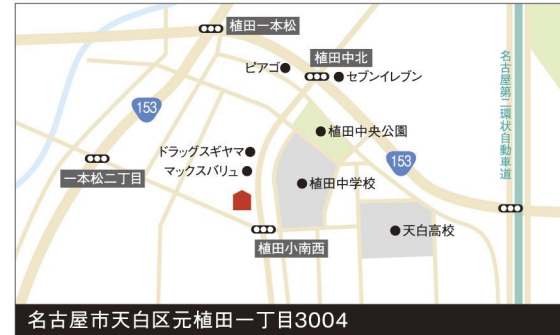 植田一本松
植田中北
ピアゴ
セブンイレブン
名古屋第二環状自動車道
153
植田中央公園
ドラッグスギヤマ
マックスバリュ
153
一本松二丁目
植田中学校
植田小南西
天白高校
名古屋市天白区元植田一丁目3004